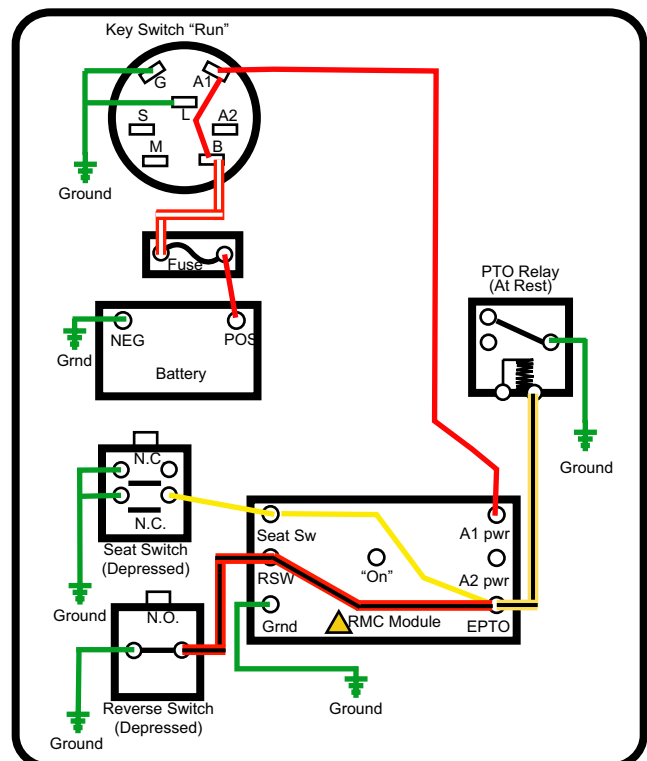 Key Switch “Run”
G
A1
L
S
A2
M
B
Ground
Fuse
PTO Relay
(At Rest)
NEG
POS
Grnd
Battery
Ground
N.C.
N.C.
Seat Switch
(Depressed)
Seat Sw
A1 pwr
RSW
“On”
A2 pwr
Grnd
RMC Module
EPTO
Ground
N.O.
Reverse Switch
(Depressed)
Ground
Ground